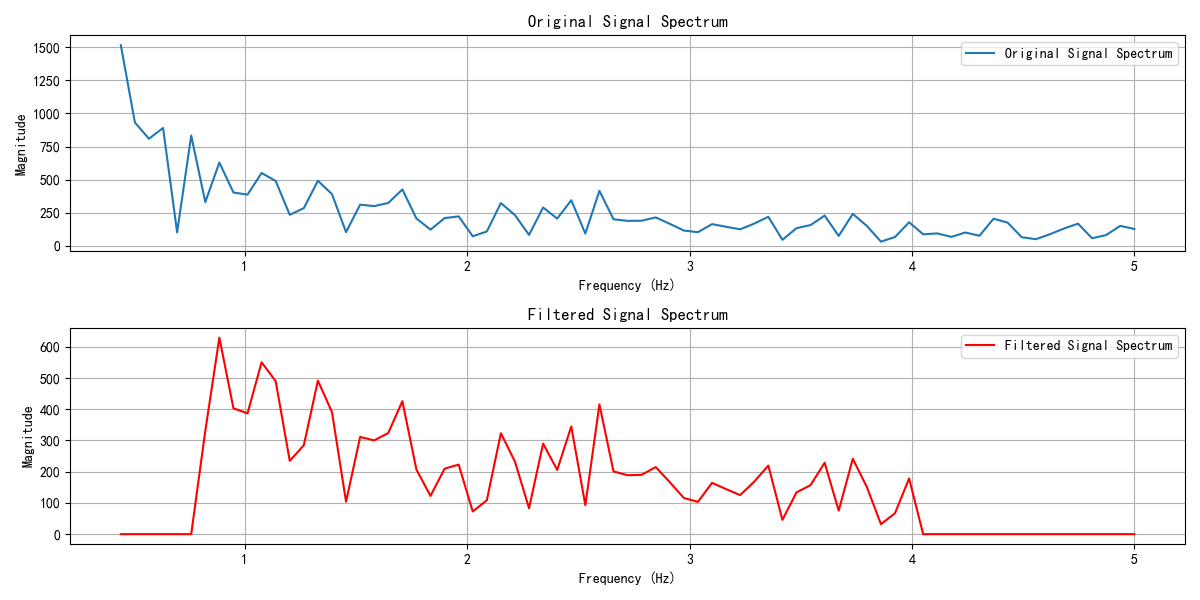 Original Signal Spectrum
Original Signal Spectrum
1500
1250
1000
750
500
250
0
Magnitude
1 2 3 4 5
Frequency (Hz)
Filtered Signal Spectrum
Filtered Signal Spectrum
600
500
400
300
200
100
0
Magnitude
1 2 3 4 5
Frequency (Hz)